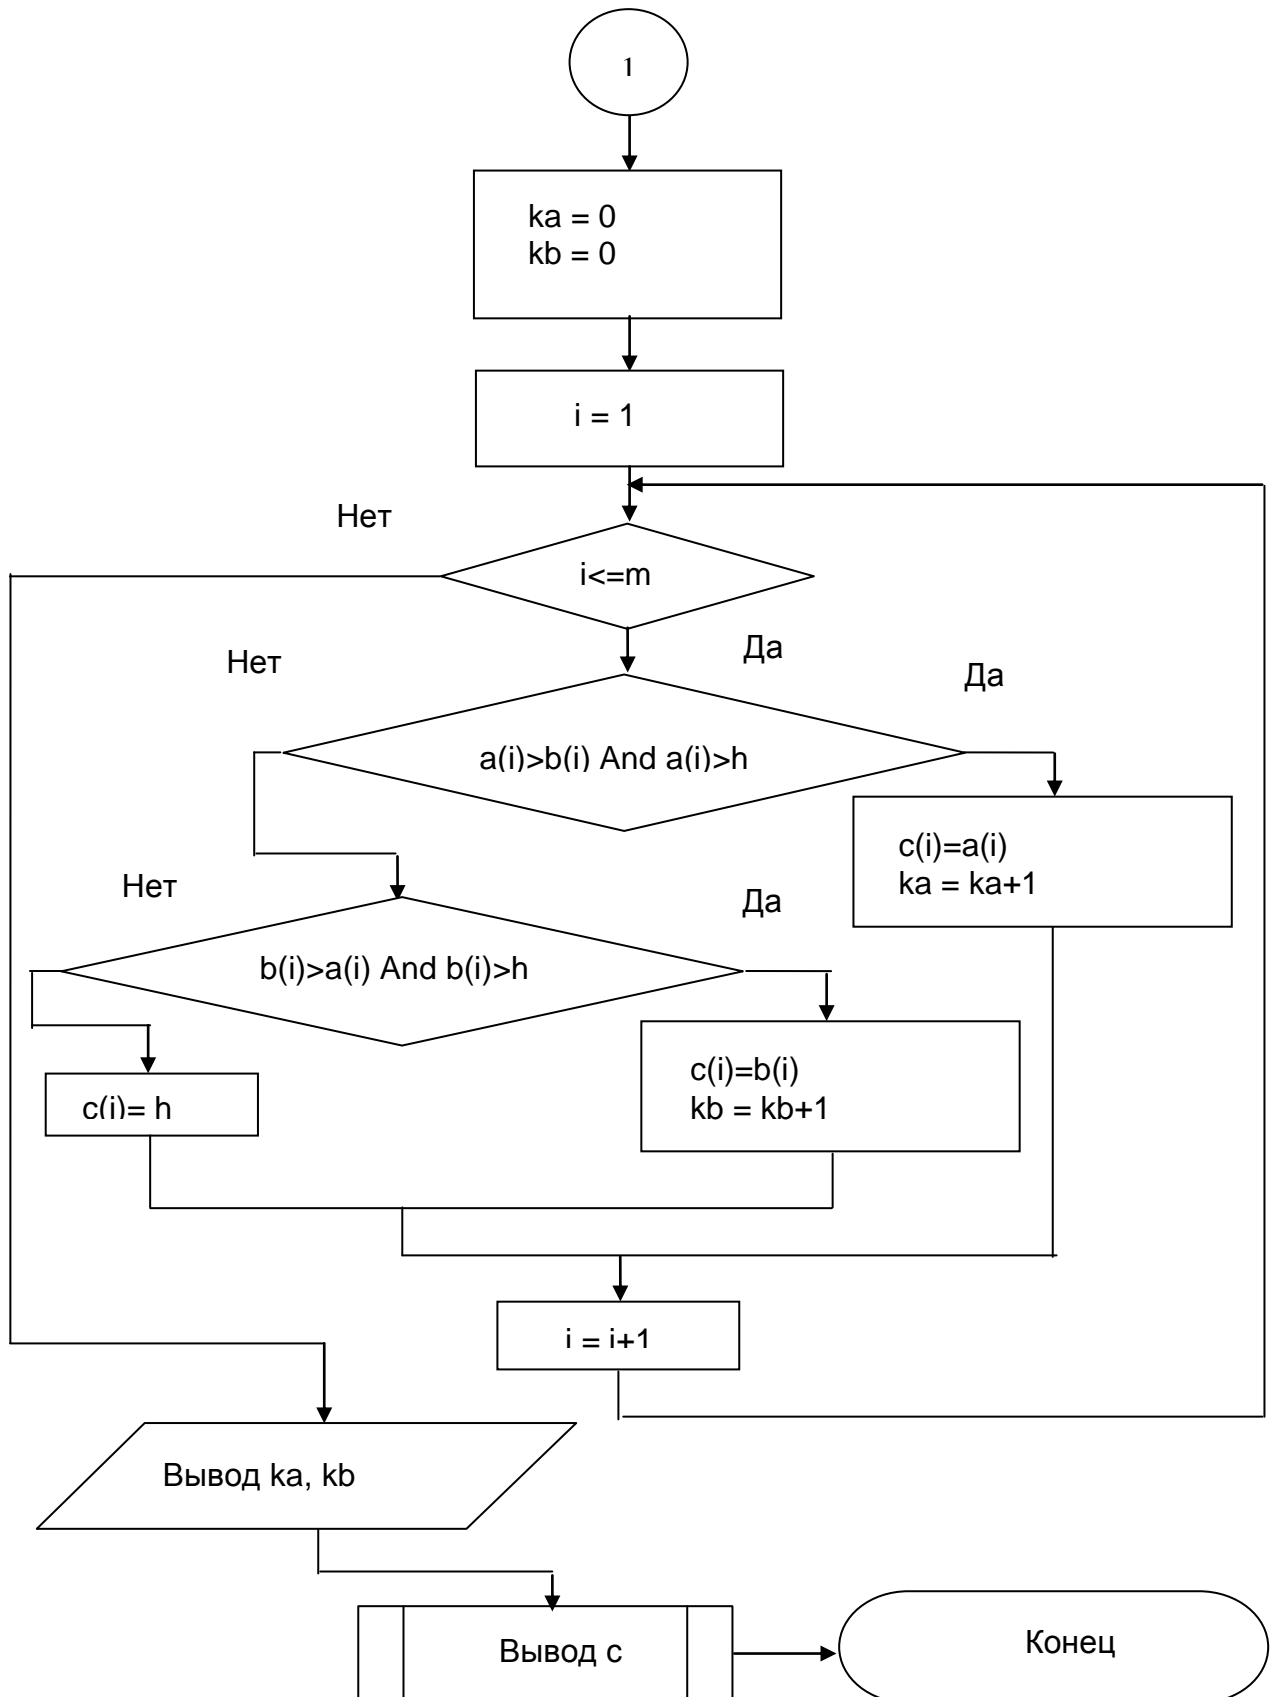 1
ka = 0
kb = 0
i = 1
Нет
i<=m
Да
Нет
Да
a(i)>b(i) And a(i)>h
c(i)=a(i)
ka = ka+1
Нет
Да
b(i)>a(i) And b(i)>h
c(i)=b(i)
kb = kb+1
c(i)= h
i = i+1
Вывод ka, kb
Вывод c
Конец